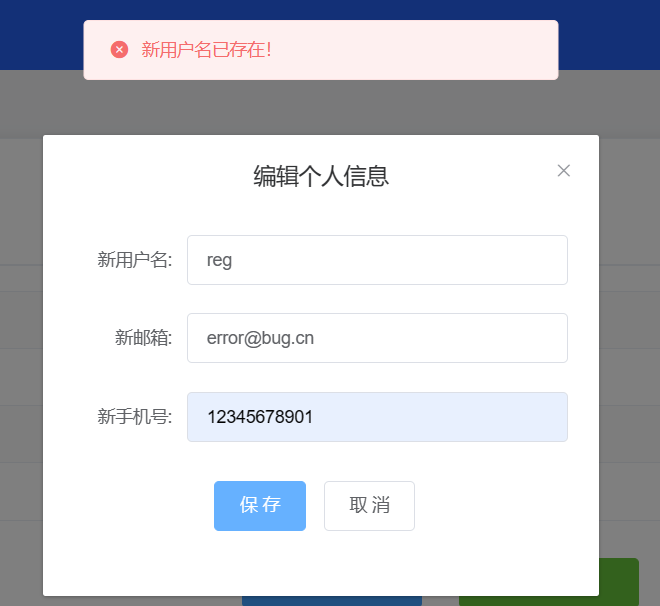 新用户名已存在！
编辑个人信息
新用户名:
reg
新邮箱:
error@bug.cn
新手机号:
12345678901
保 存
取 消